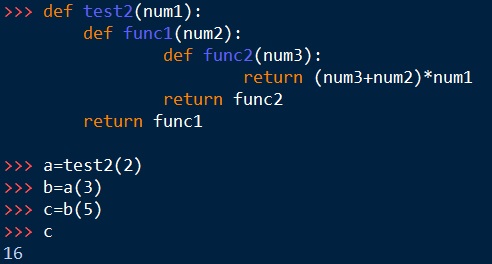 >>> def test2(num1):
        def func1(num2):
                def func2(num3):
                        return (num3+num2)*num1
                return func2
        return func1

>>> a=test2(2)
>>> b=a(3)
>>> c=b(5)
>>> c
16